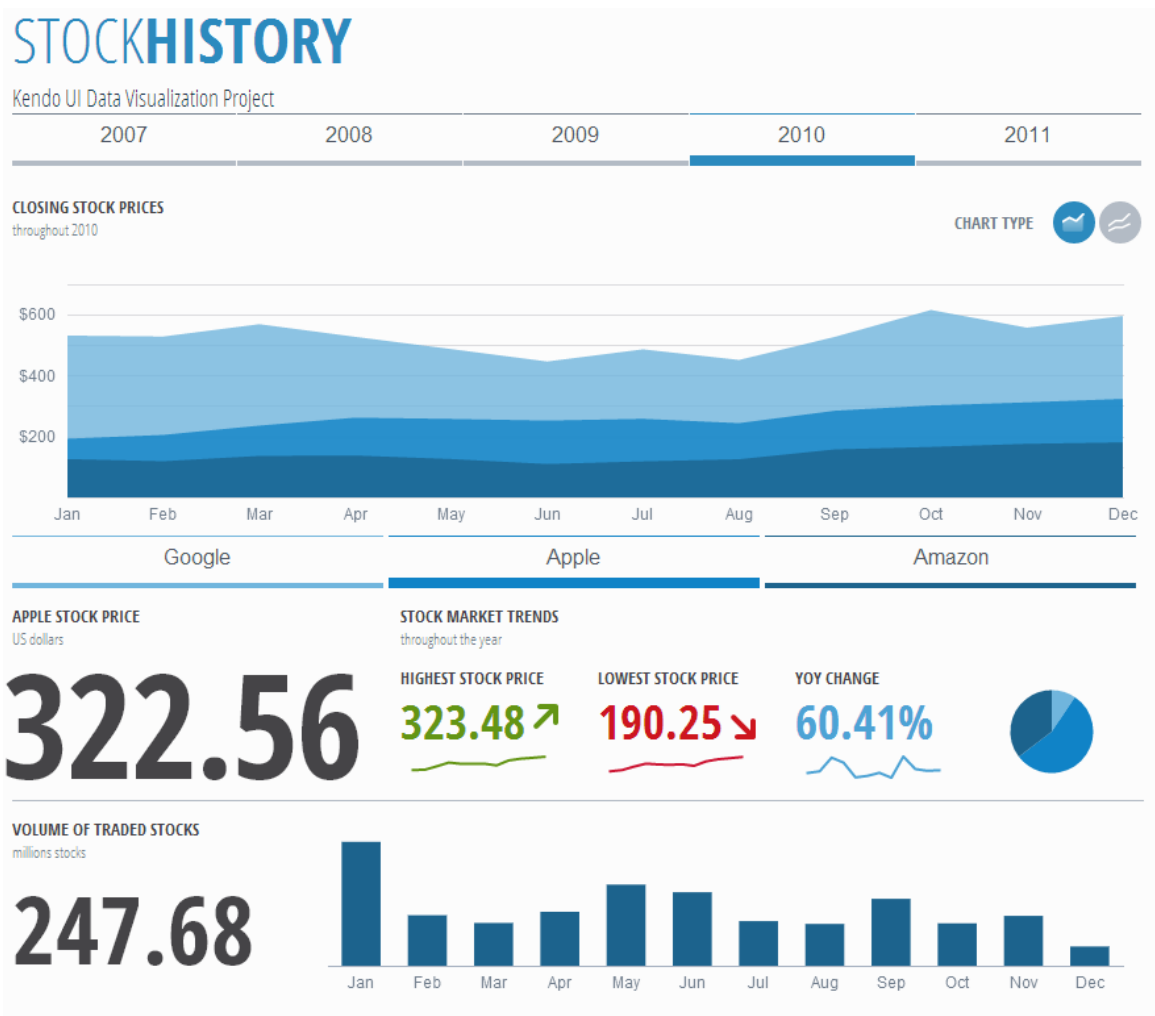 STOCKHISTORY
Kendo UI Data Visualization Project
2007 2008 2009 2010 2011
CLOSING STOCK PRICES
throughout 2010
CHART TYPE
$600
$400
$200
Jan Feb Mar Apr May Jun Jul Aug Sep Oct Nov Dec
Google Apple Amazon
APPLE STOCK PRICE
US dollars
322.56
STOCK MARKET TRENDS
throughout the year
HIGHEST STOCK PRICE LOWEST STOCK PRICE YOY CHANGE
323.48 190.25 60.41%
VOLUME OF TRADED STOCKS
millions stocks
247.68
Jan Feb Mar Apr May Jun Jul Aug Sep Oct Nov Dec